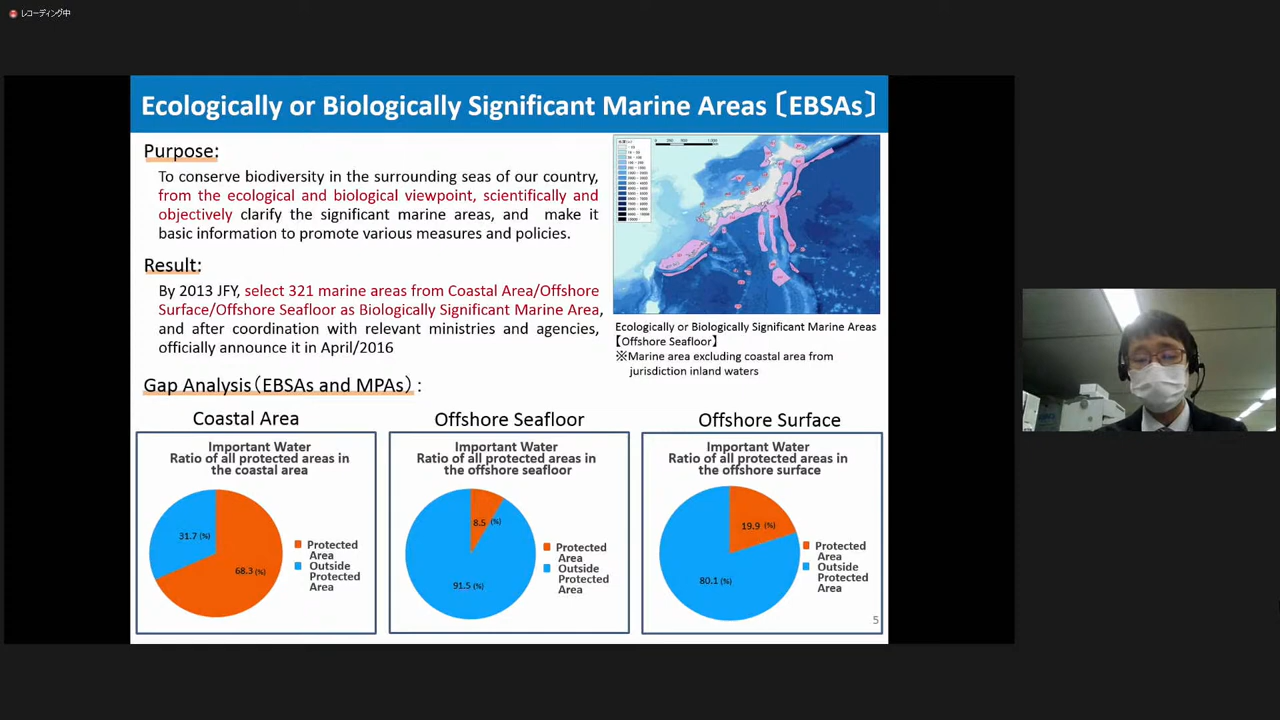 レコーディング中
Ecologically or Biologically Significant Marine Areas〔EBSAs〕
Purpose:
To conserve biodiversity in the surrounding seas of our country,
from the ecological and biological viewpoint, scientifically and
objectively clarify the significant marine areas, and make it
basic information to promote various measures and policies.
Result:
By 2013 JFY, select 321 marine areas from Coastal Area/Offshore
Surface/Offshore Seafloor as Biologically Significant Marine Area,
and after coordination with relevant ministries and agencies,
officially announce it in April/2016
Ecologically or Biologically Significant Marine Areas
【Offshore Seafloor】
※Marine area excluding coastal area from
jurisdiction inland waters
Gap Analysis（EBSAs and MPAs）:
Coastal Area
Important Water
Ratio of all protected areas in
the coastal area
31.7 (%)
68.3 (%)
Protected
Area
Outside
Protected
Area
Offshore Seafloor
Important Water
Ratio of all protected areas in
the offshore seafloor
8.5 (%)
91.5 (%)
Protected
Area
Outside
Protected
Area
Offshore Surface
Important Water
Ratio of all protected areas in
the offshore surface
19.9 (%)
80.1 (%)
Protected
Area
Outside
Protected
Area
5